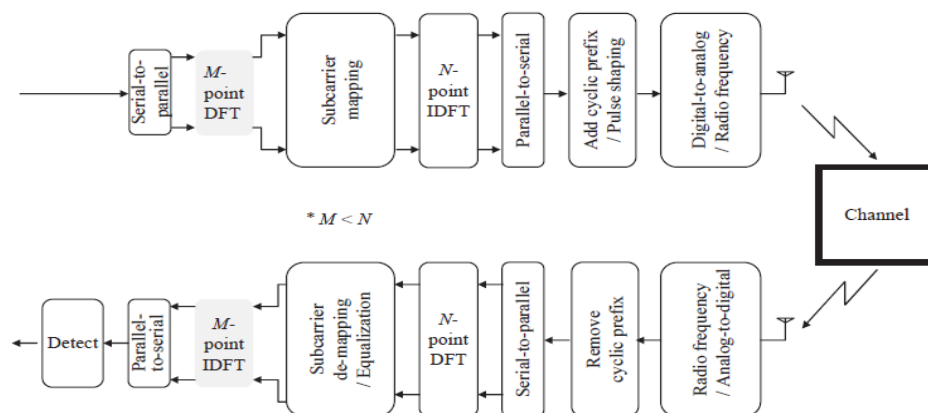 Serial-to-
parallel
M-
point
DFT
Subcarrier
mapping
N-
point
IDFT
Parallel-to-serial
Add cyclic prefix
/ Pulse shaping
Digital-to-analog
/ Radio frequency
Channel
* M < N
Detect
Parallel-
to-serial
M-
point
IDFT
Subcarrier
de-mapping
/ Equalization
N-
point
DFT
Serial-to-parallel
Remove
cyclic prefix
Radio frequency
/ Analog-to-digital